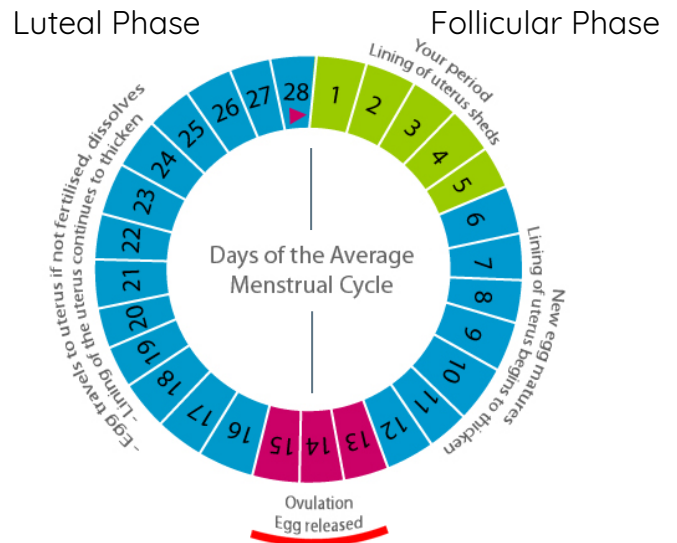 Luteal Phase
Follicular Phase
Your period
Lining of uterus sheds
1
2
3
4
5
6
7
8
9
10
11
12
13
14
15
16
17
18
19
20
21
22
23
24
25
26
27
28
New egg matures
Lining of uterus begins to thicken
Days of the Average
Menstrual Cycle
Ovulation
Egg released
- Egg travels to uterus if not fertilised, dissolves
- Lining of the uterus continues to thicken